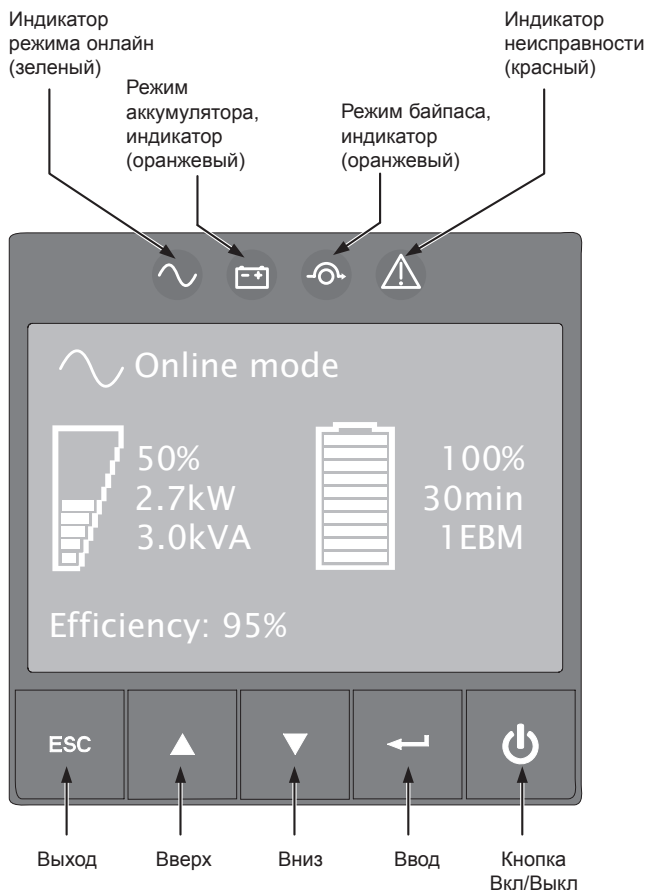 Индикатор
режима онлайн
(зеленый)
Режим
аккумулятора,
индикатор
(оранжевый)
Режим байпаса,
индикатор
(оранжевый)
Индикатор
неисправности
(красный)
Online mode
50%
2.7kW
3.0kVA
100%
30min
1EBM
Efficiency: 95%
ESC
Выход
Вверх
Вниз
Ввод
Кнопка
Вкл/Выкл